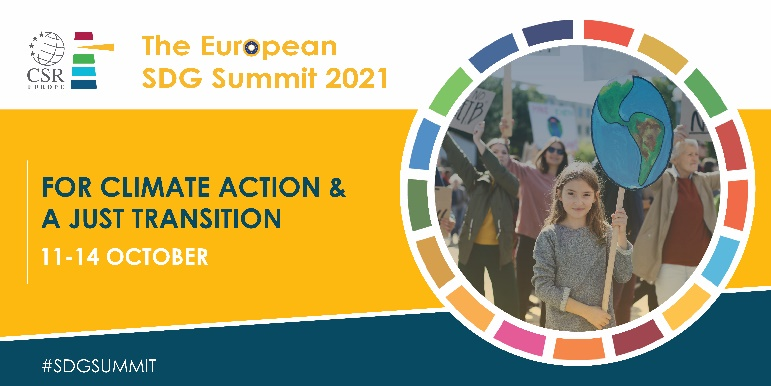 CSR
EUROPE
The European
SDG Summit 2021
FOR CLIMATE ACTION &
A JUST TRANSITION
11-14 OCTOBER
#SDGSUMMIT